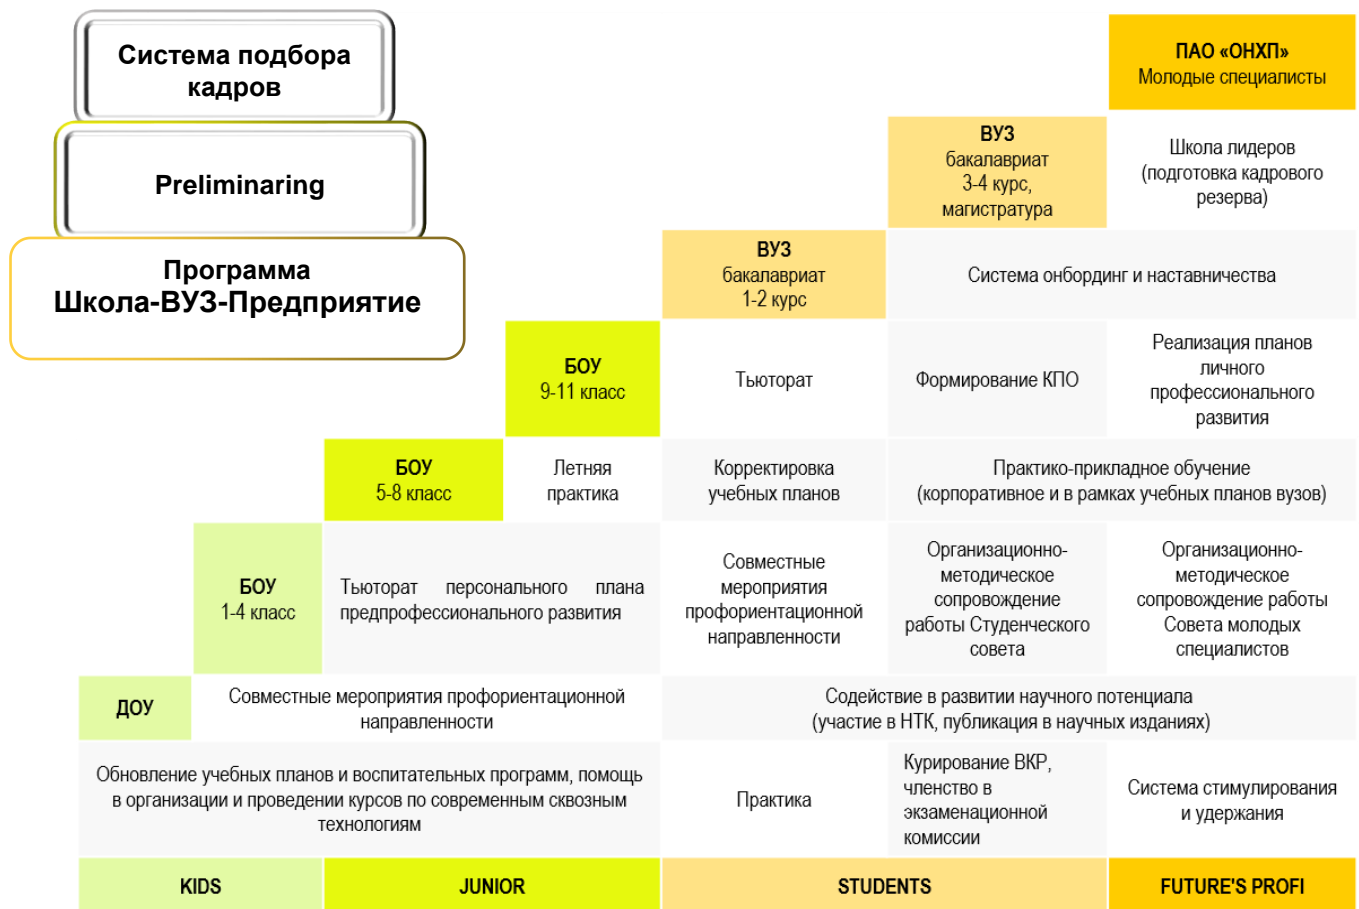 Система подбора
кадров
Preliminaring
Программа
Школа-ВУЗ-Предприятие
ПАО «ОНХП»
Молодые специалисты
ВУЗ
бакалавриат
3-4 курс,
магистратура
Школа лидеров
(подготовка кадрового
резерва)
ВУЗ
бакалавриат
1-2 курс
Система онбординг и наставничества
БОУ
9-11 класс
Тьюторат
Формирование КПО
Реализация планов
личного
профессионального
развития
БОУ
5-8 класс
Летняя
практика
Корректировка
учебных планов
Практико-прикладное обучение
(корпоративное и в рамках учебных планов вузов)
БОУ
1-4 класс
Тьюторат персонального плана
предпрофессионального развития
Совместные
мероприятия
профориентационной
направленности
Организационно-
методическое
сопровождение
работы Студенческого
совета
Организационно-
методическое
сопровождение работы
Совета молодых
специалистов
ДОУ
Совместные мероприятия профориентационной
направленности
Содействие в развитии научного потенциала
(участие в НТК, публикация в научных изданиях)
Обновление учебных планов и воспитательных программ, помощь
в организации и проведении курсов по современным сквозным
технологиям
Практика
Курирование ВКР,
членство в
экзаменационной
комиссии
Система стимулирования
и удержания
KIDS
JUNIOR
STUDENTS
FUTURE'S PROFI